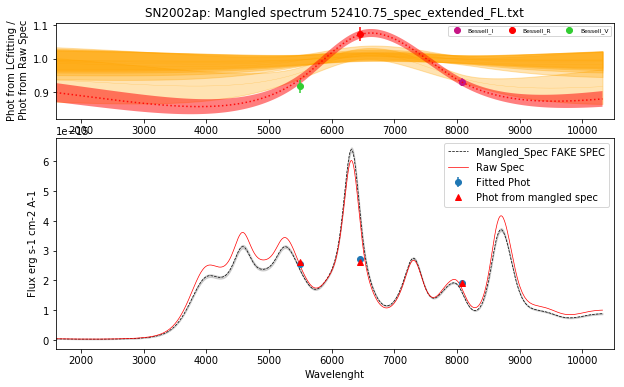 SN2002ap: Mangled spectrum 52410.75_spec_extended_FL.txt
Phot from LCfitting /
Phot from Raw Spec
1.1
1.0
0.9
Bessell_I
Bessell_R
Bessell_V
2000 3000 4000 5000 6000 7000 8000 9000 10000
Flux erg s-1 cm-2 A-1
6
5
4
3
2
1
0
Mangled_Spec FAKE SPEC
Raw Spec
Fitted Phot
Phot from mangled spec
2000 3000 4000 5000 6000 7000 8000 9000 10000
Wavelenght